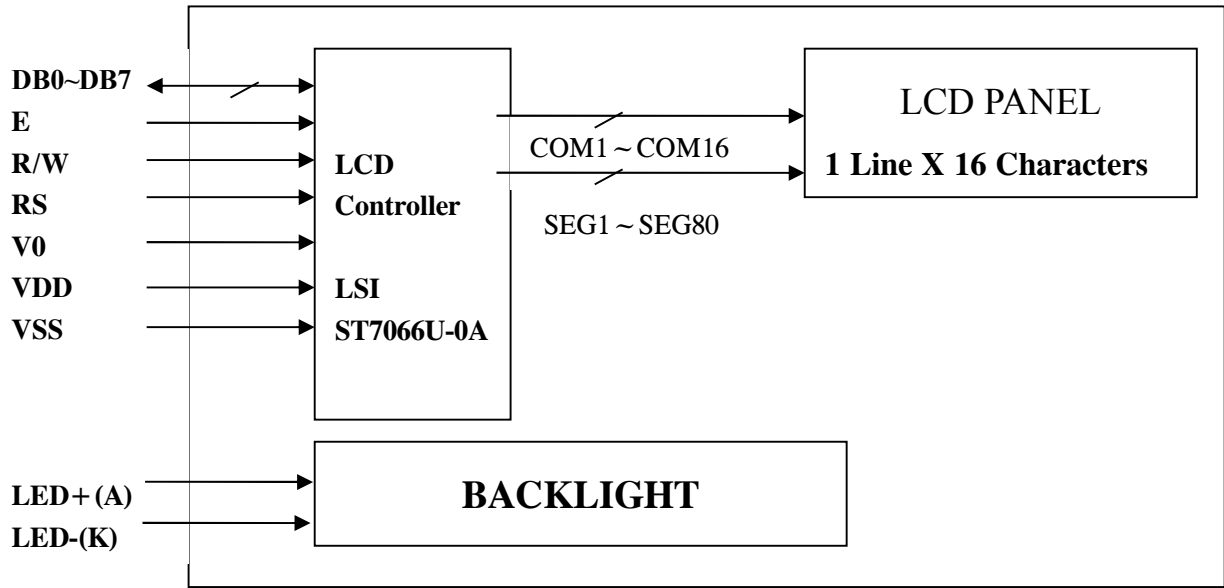 DB0~DB7
E
R/W
RS
V0
VDD
VSS
LED+(A)
LED-(K)
LCD
Controller
LSI
ST7066U-0A
COM1~COM16
SEG1~SEG80
LCD PANEL
1 Line X 16 Characters
BACKLIGHT